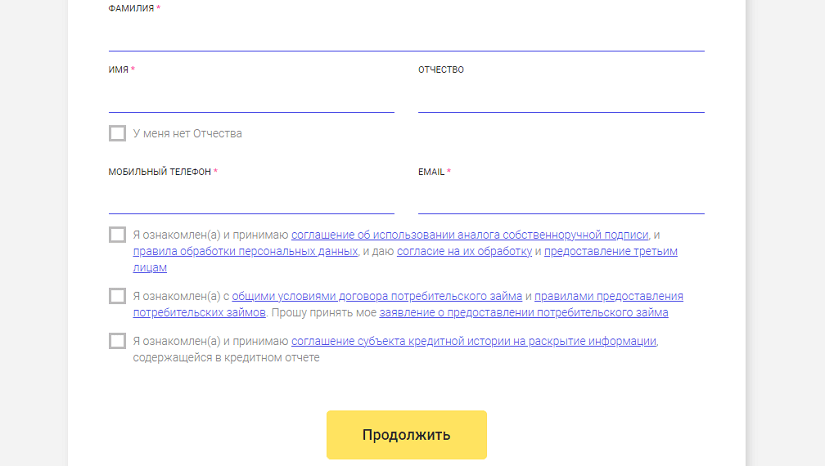 ФАМИЛИЯ *
ИМЯ * ОТЧЕСТВО
У меня нет Отчества
МОБИЛЬНЫЙ ТЕЛЕФОН * EMAIL *
Я ознакомлен(а) и принимаю соглашение об использовании аналога собственноручной подписи, и
правила обработки персональных данных, и даю согласие на их обработку и предоставление третьим
лицам
Я ознакомлен(а) с общими условиями договора потребительского займа и правилами предоставления
потребительских займов. Прошу принять мое заявление о предоставлении потребительского займа
Я ознакомлен(а) и принимаю соглашение субъекта кредитной истории на раскрытие информации,
содержащейся в кредитном отчете
Продолжить